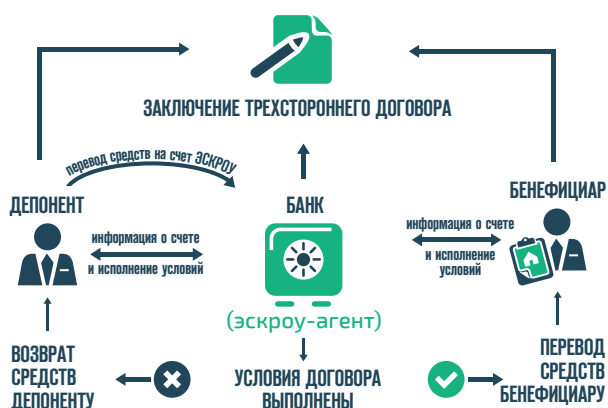 ЗАКЛЮЧЕНИЕ ТРЕХСТОРОННЕГО ДОГОВОРА
перевод средств на счет ЭСКРОУ
ДЕПОНЕНТ
БАНК
БЕНЕФИЦИАР
информация о счете
и исполнение условий
информация о счете
и исполнение
условий
(эскроу-агент)
ВОЗВРАТ
СРЕДСТВ
ДЕПОНЕНТУ
УСЛОВИЯ ДОГОВОРА
ВЫПОЛНЕНЫ
ПЕРЕВОД
СРЕДСТВ
БЕНЕФИЦИАРУ